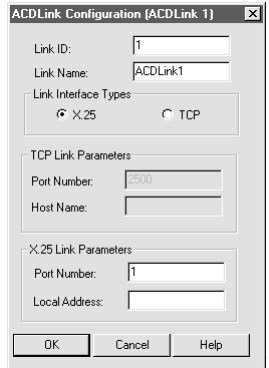 ACDLink Configuration (ACDLink 1)
Link ID: 1
Link Name: ACDLink1
Link Interface Types
X.25 TCP
TCP Link Parameters
Port Number: 2500
Host Name:
X.25 Link Parameters
Port Number: 1
Local Address:
OK Cancel Help